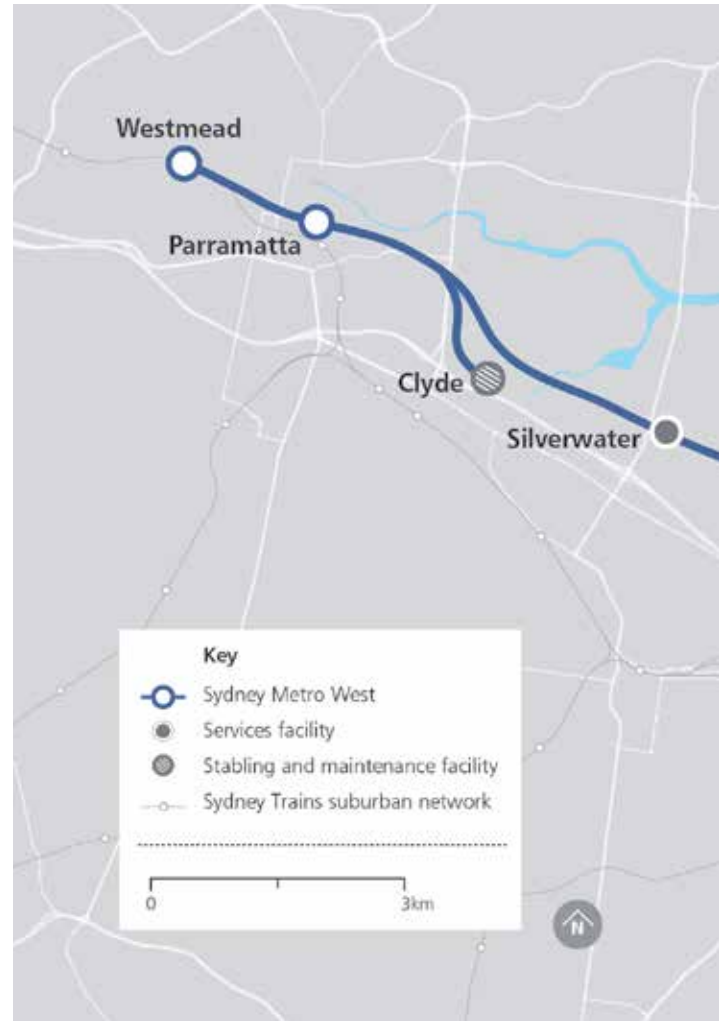 Westmead
Parramatta
Clyde
Silverwater
Key
Sydney Metro West
Services facility
Stabling and maintenance facility
Sydney Trains suburban network
0 3km
N